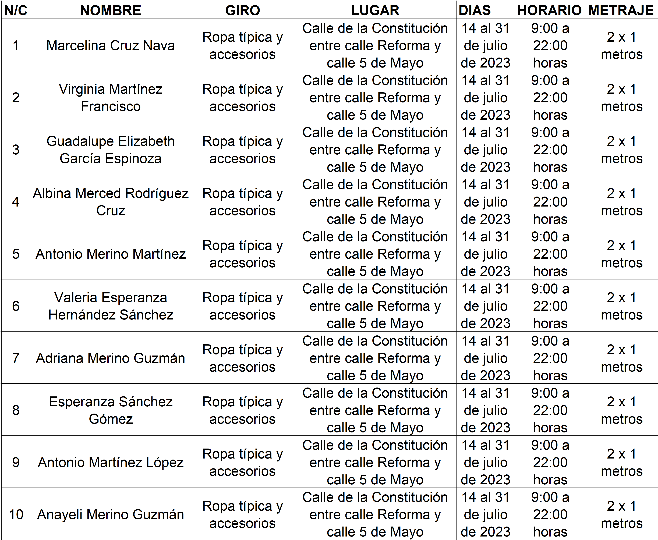 N/C NOMBRE GIRO LUGAR DIAS HORARIO METRAJE
1 Marcelina Cruz Nava Ropa típica y accesorios Calle de la Constitución entre calle Reforma y calle 5 de Mayo 14 al 31 de julio de 2023 9:00 a 22:00 horas 2 x 1 metros
2 Virginia Martínez Francisco Ropa típica y accesorios Calle de la Constitución entre calle Reforma y calle 5 de Mayo 14 al 31 de julio de 2023 9:00 a 22:00 horas 2 x 1 metros
3 Guadalupe Elizabeth García Espinoza Ropa típica y accesorios Calle de la Constitución entre calle Reforma y calle 5 de Mayo 14 al 31 de julio de 2023 9:00 a 22:00 horas 2 x 1 metros
4 Albina Merced Rodríguez Cruz Ropa típica y accesorios Calle de la Constitución entre calle Reforma y calle 5 de Mayo 14 al 31 de julio de 2023 9:00 a 22:00 horas 2 x 1 metros
5 Antonio Merino Martínez Ropa típica y accesorios Calle de la Constitución entre calle Reforma y calle 5 de Mayo 14 al 31 de julio de 2023 9:00 a 22:00 horas 2 x 1 metros
6 Valeria Esperanza Hernández Sánchez Ropa típica y accesorios Calle de la Constitución entre calle Reforma y calle 5 de Mayo 14 al 31 de julio de 2023 9:00 a 22:00 horas 2 x 1 metros
7 Adriana Merino Guzmán Ropa típica y accesorios Calle de la Constitución entre calle Reforma y calle 5 de Mayo 14 al 31 de julio de 2023 9:00 a 22:00 horas 2 x 1 metros
8 Esperanza Sánchez Gómez Ropa típica y accesorios Calle de la Constitución entre calle Reforma y calle 5 de Mayo 14 al 31 de julio de 2023 9:00 a 22:00 horas 2 x 1 metros
9 Antonio Martínez López Ropa típica y accesorios Calle de la Constitución entre calle Reforma y calle 5 de Mayo 14 al 31 de julio de 2023 9:00 a 22:00 horas 2 x 1 metros
10 Anayeli Merino Guzmán Ropa típica y accesorios Calle de la Constitución entre calle Reforma y calle 5 de Mayo 14 al 31 de julio de 2023 9:00 a 22:00 horas 2 x 1 metros